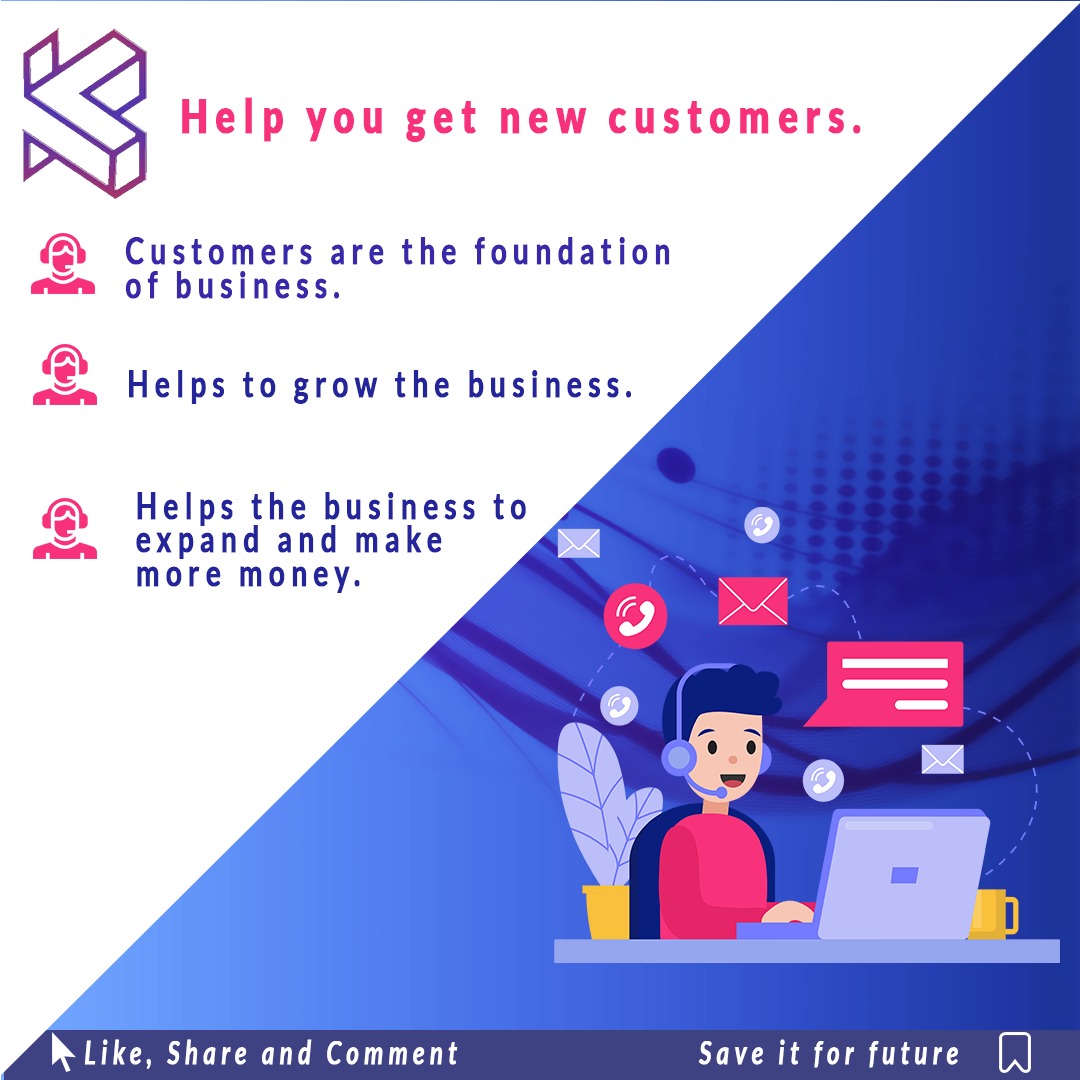 Help you get new customers.
Customers are the foundation
of business.
Helps to grow the business.
Helps the business to
expand and make
more money.
Like, Share and Comment
Save it for future